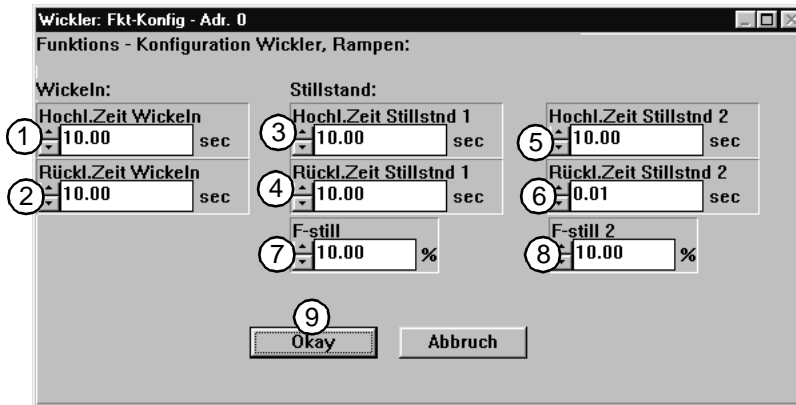 Wickler: Fkt-Konfig - Adr. 0
Funktions - Konfiguration Wickler, Rampen:
Wickeln:
Stillstand:
Hochl.Zeit Wickeln
1 10.00 sec
Rückl.Zeit Wickeln
2 10.00 sec
Hochl.Zeit Stillstnd 1
3 10.00 sec
Rückl.Zeit Stillstnd 1
4 10.00 sec
Hochl.Zeit Stillstnd 2
5 10.00 sec
Rückl.Zeit Stillstnd 2
6 0.01 sec
F-still
7 10.00 %
F-still 2
8 10.00 %
9
Okay
Abbruch